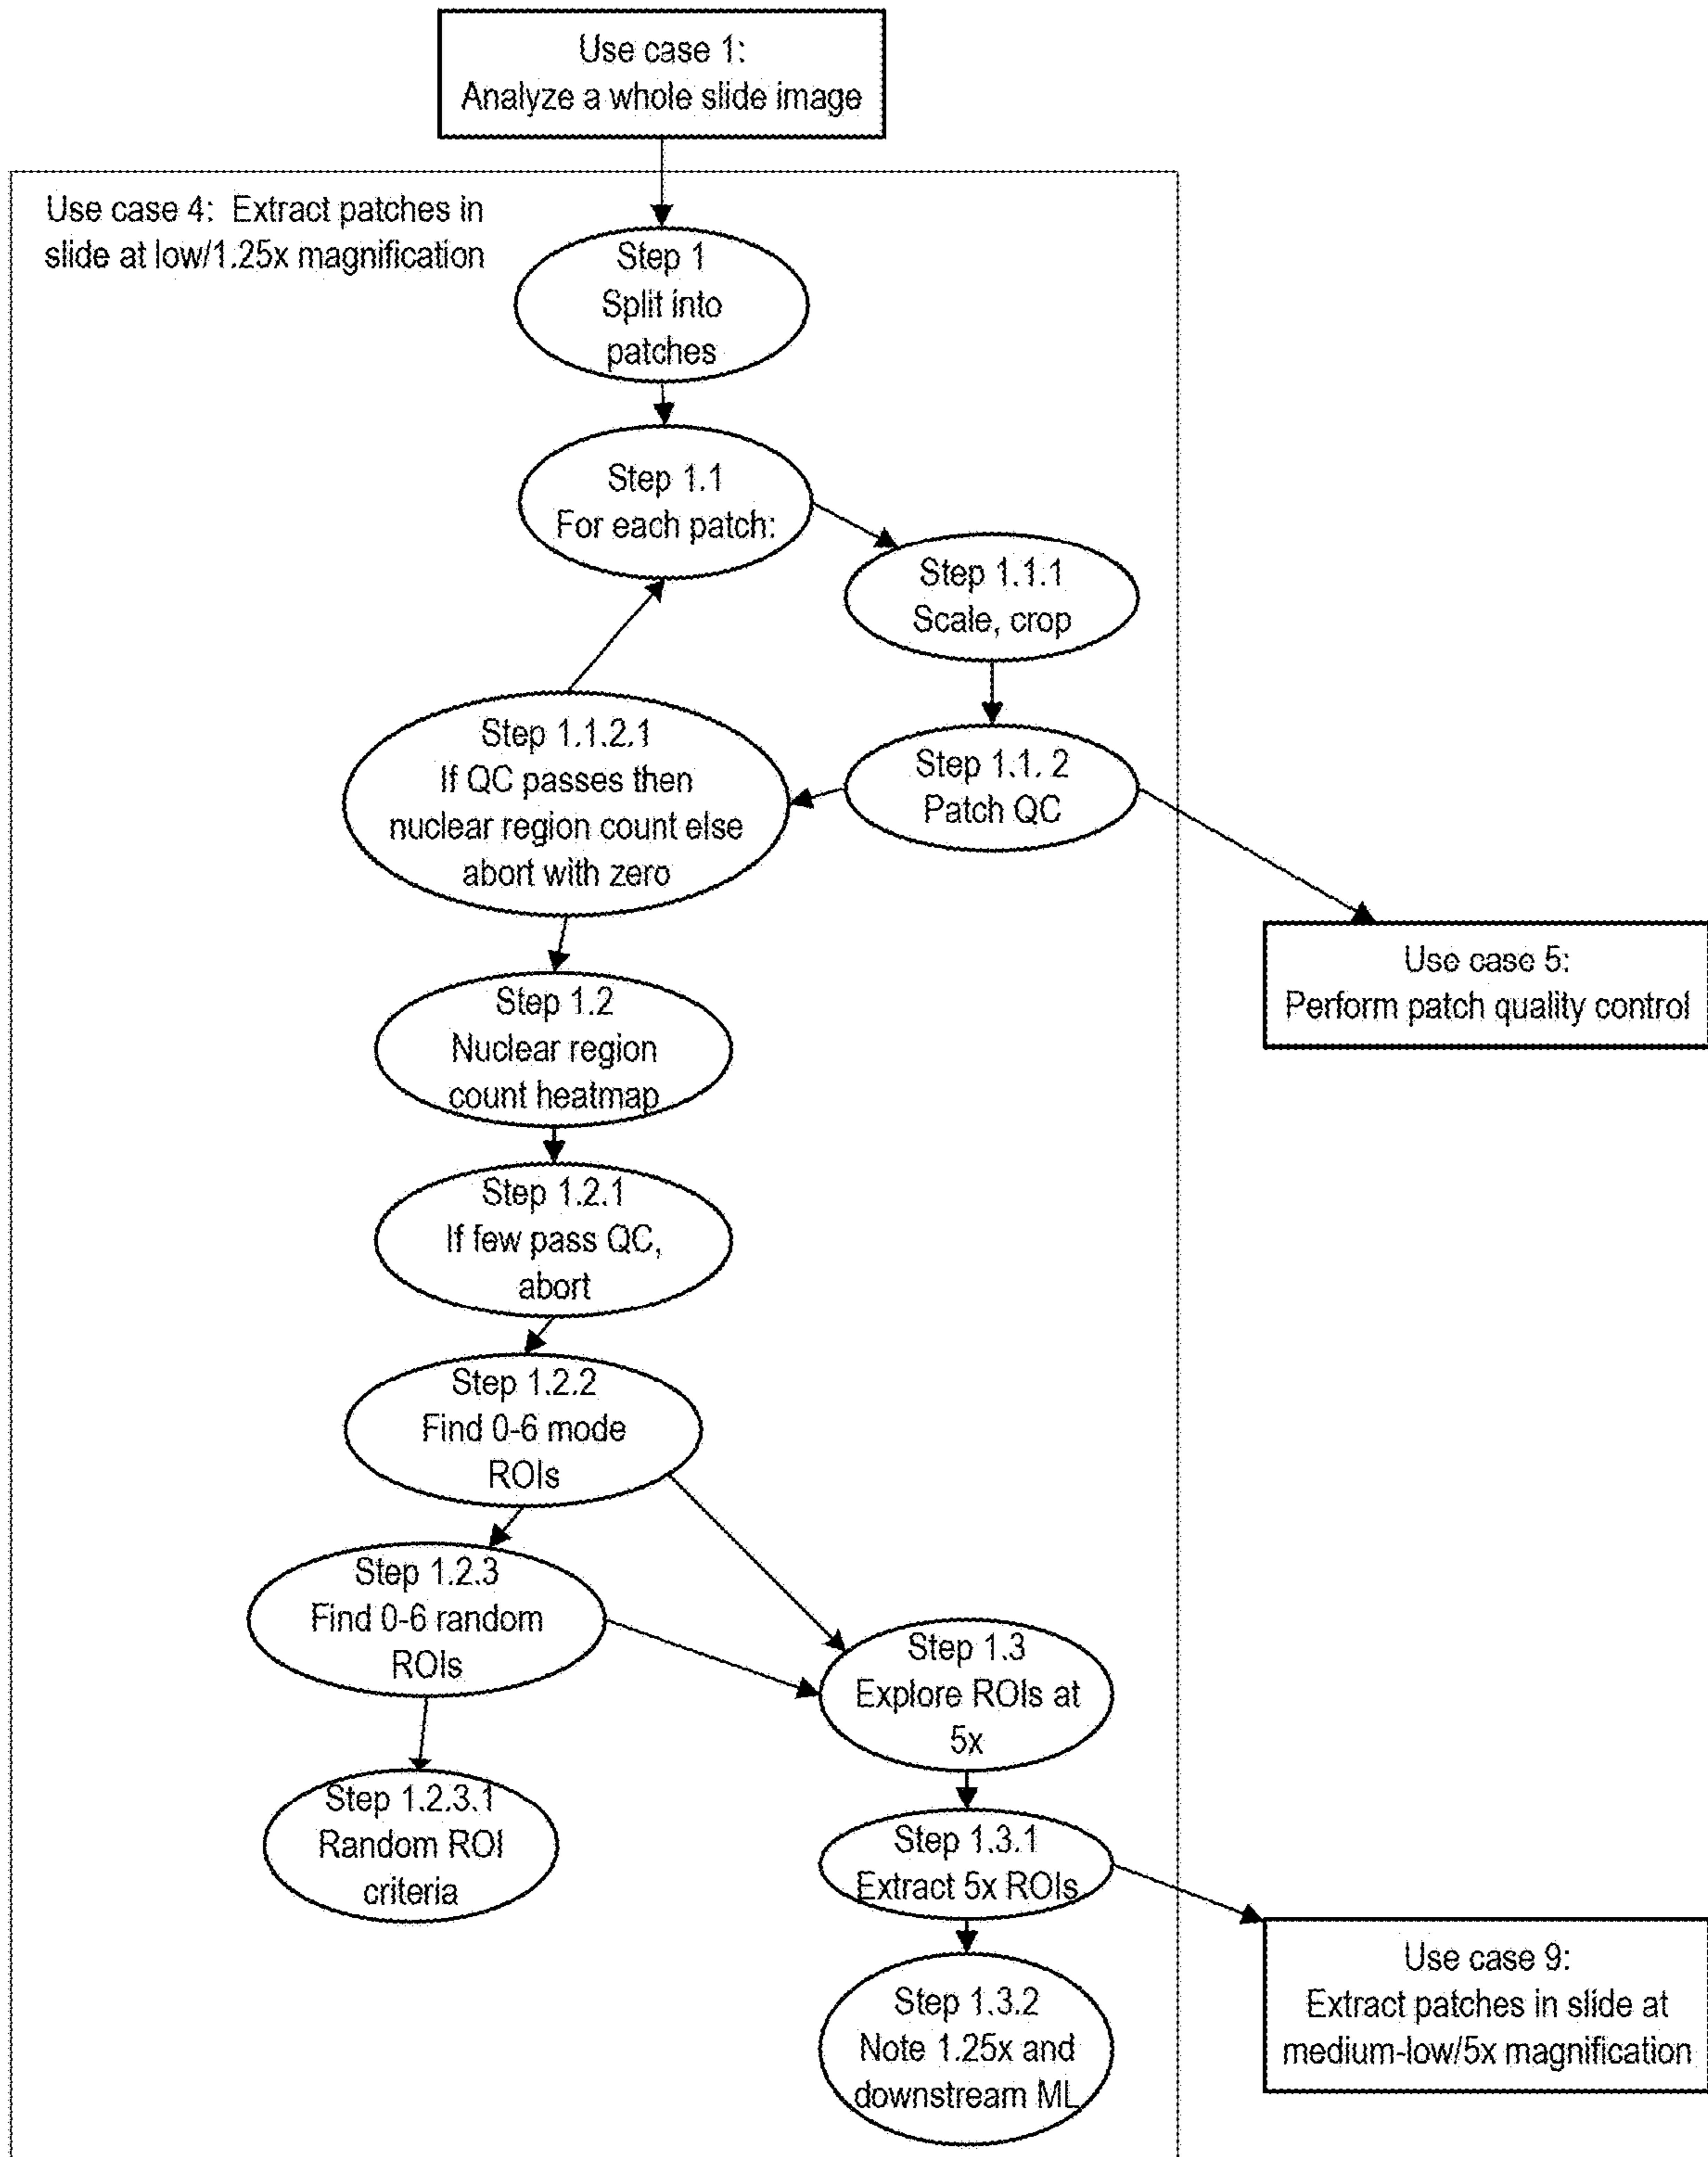 Use case 1:
Analyze a whole slide image
Use case 4: Extract patches in
slide at low/1.25x magnification
Step 1
Split into
patches
Step 1.1
For each patch:
Step 1.1.1
Scale, crop
Step 1.1.2.1
If QC passes then
nuclear region count else
abort with zero
Step 1.1. 2
Patch QC
Use case 5:
Perform patch quality control
Step 1.2
Nuclear region
count heatmap
Step 1.2.1
If few pass QC,
abort
Step 1.2.2
Find 0-6 mode
ROIs
Step 1.2.3
Find 0-6 random
ROIs
Step 1.3
Explore ROIs at
5x
Step 1.2.3.1
Random ROI
criteria
Step 1.3.1
Extract 5x ROIs
Use case 9:
Extract patches in slide at
medium-low/5x magnification
Step 1.3.2
Note 1.25x and
downstream ML